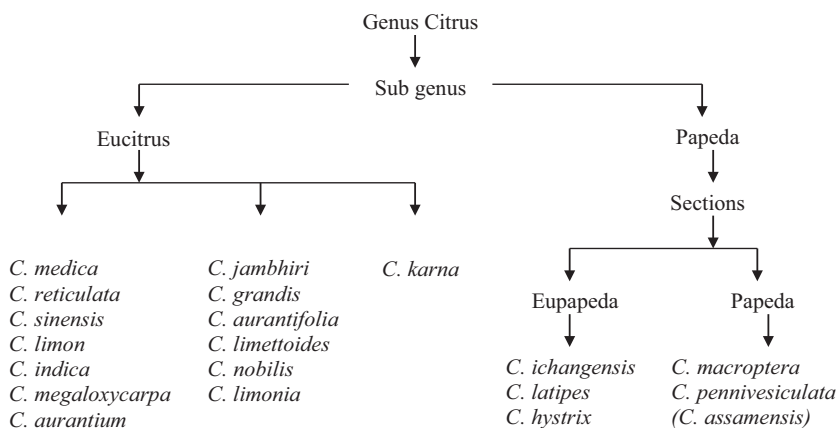 Genus Citrus
Sub genus
Eucitrus
Papeda
Sections
C. medica
C. reticulata
C. sinensis
C. limon
C. indica
C. megaloxycarpa
C. aurantium
C. jambhiri
C. grandis
C. aurantifolia
C. limettoides
C. nobilis
C. limonia
C. karna
Eupapeda
Papeda
C. ichangensis
C. latipes
C. hystrix
C. macroptera
C. pennivesiculata
(C. assamensis)